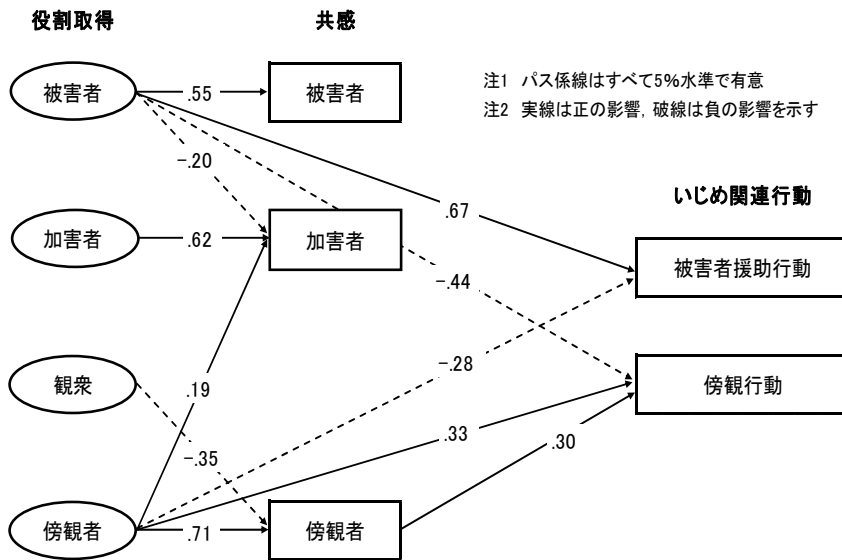 役割取得
共感
被害者
.55
被害者
注1 パス係線はすべて5%水準で有意
注2 実線は正の影響, 破線は負の影響を示す
-.20
いじめ関連行動
.67
加害者
.62
加害者
被害者援助行動
-.44
観衆
.19
-.28
傍観行動
.33
.30
-.35
傍観者
.71
傍観者